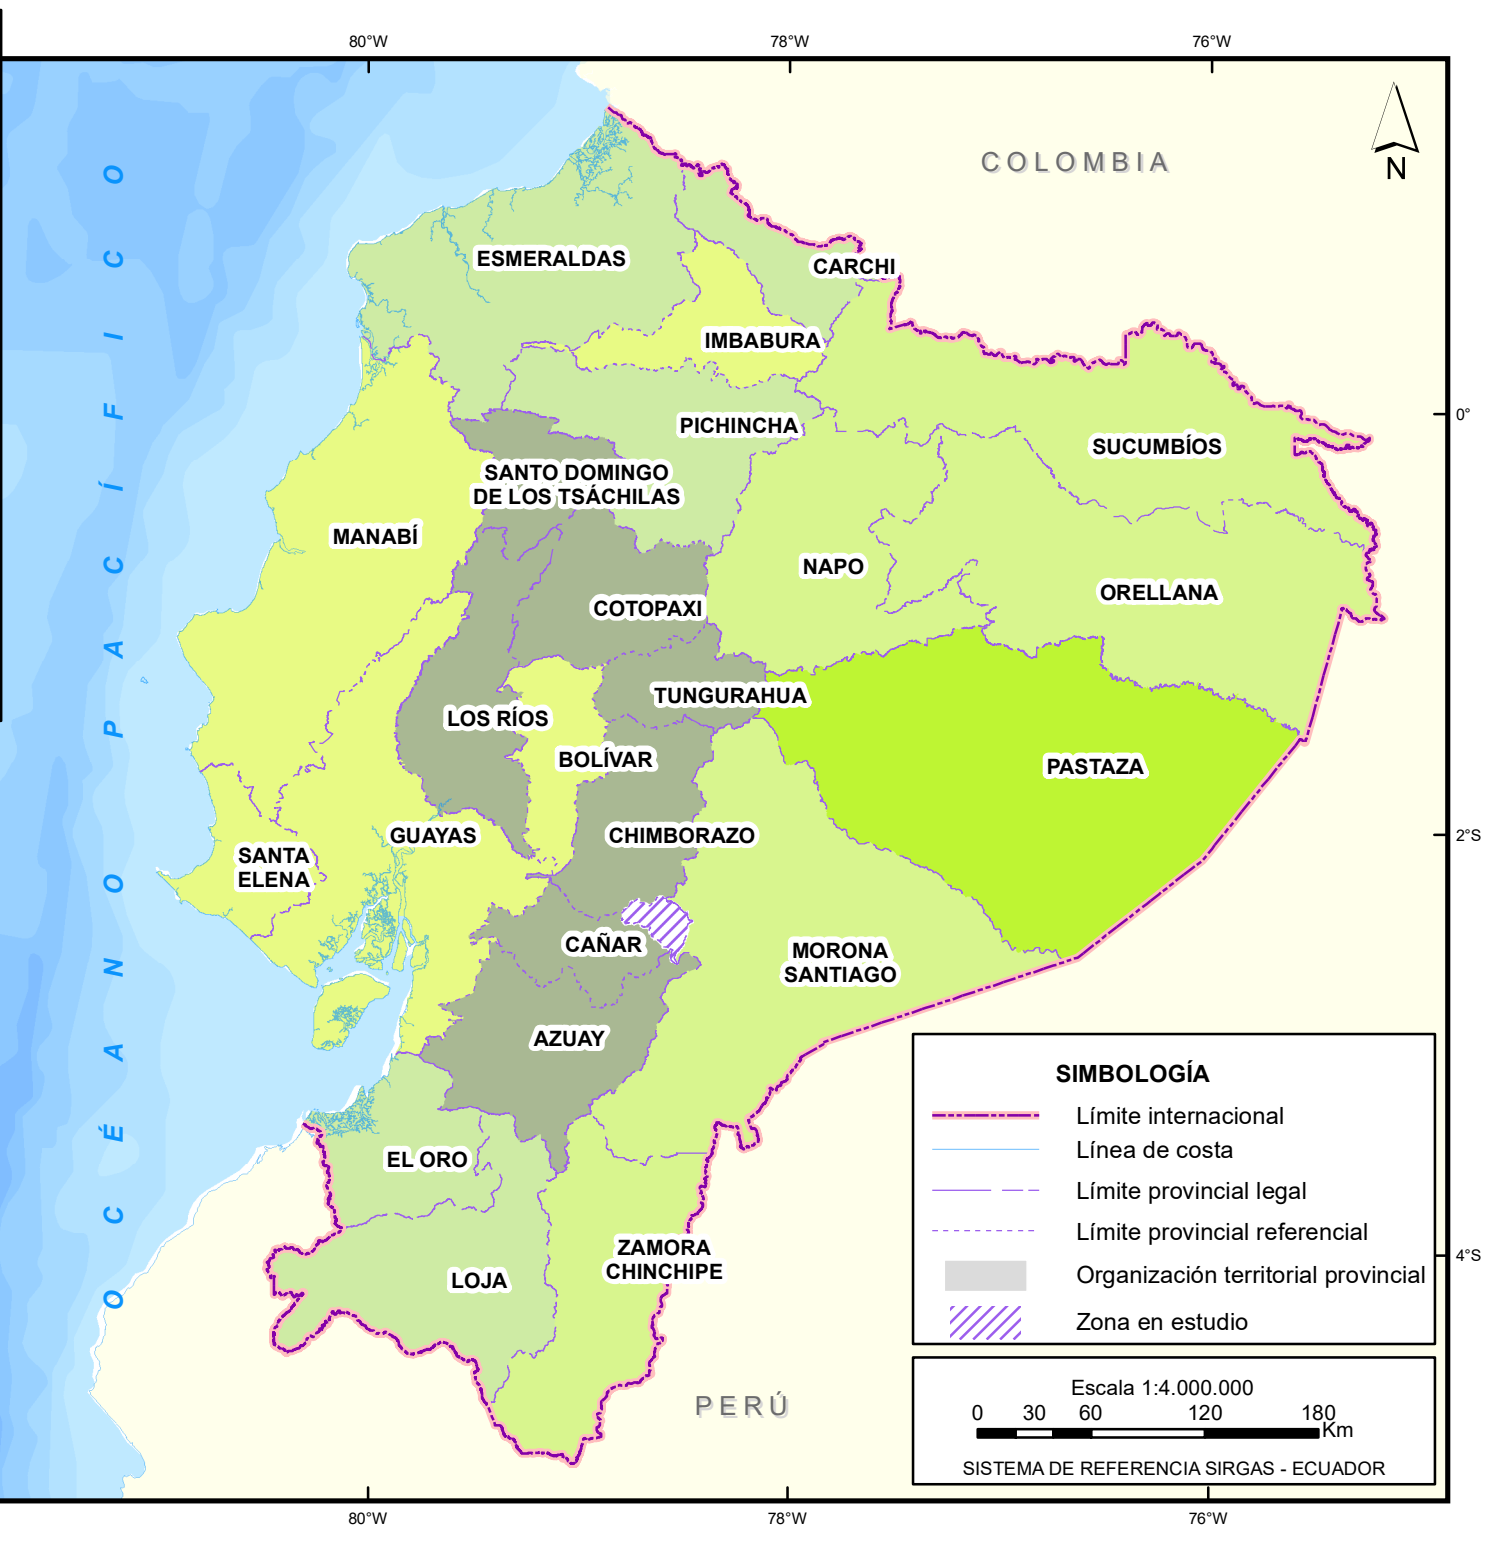 80°W
78°W
76°W
COLOMBIA
N
OCÉANO PACÍFICO
ESMERALDAS
CARCHI
IMBABURA
0°
PICHINCHA
SUCUMBÍOS
SANTO DOMINGO
DE LOS TSÁCHILAS
MANABÍ
NAPO
ORELLANA
COTOPAXI
TUNGURAHUA
LOS RÍOS
BOLÍVAR
PASTAZA
GUAYAS
CHIMBORAZO
2°S
SANTA
ELENA
CAÑAR
MORONA
SANTIAGO
AZUAY
EL ORO
ZAMORA
CHINCHIPE
LOJA
4°S
PERÚ
SIMBOLOGÍA
Límite internacional
Línea de costa
Límite provincial legal
Límite provincial referencial
Organización territorial provincial
Zona en estudio
Escala 1:4.000.000
0 30 60 120 180
Km
SISTEMA DE REFERENCIA SIRGAS - ECUADOR
80°W
78°W
76°W